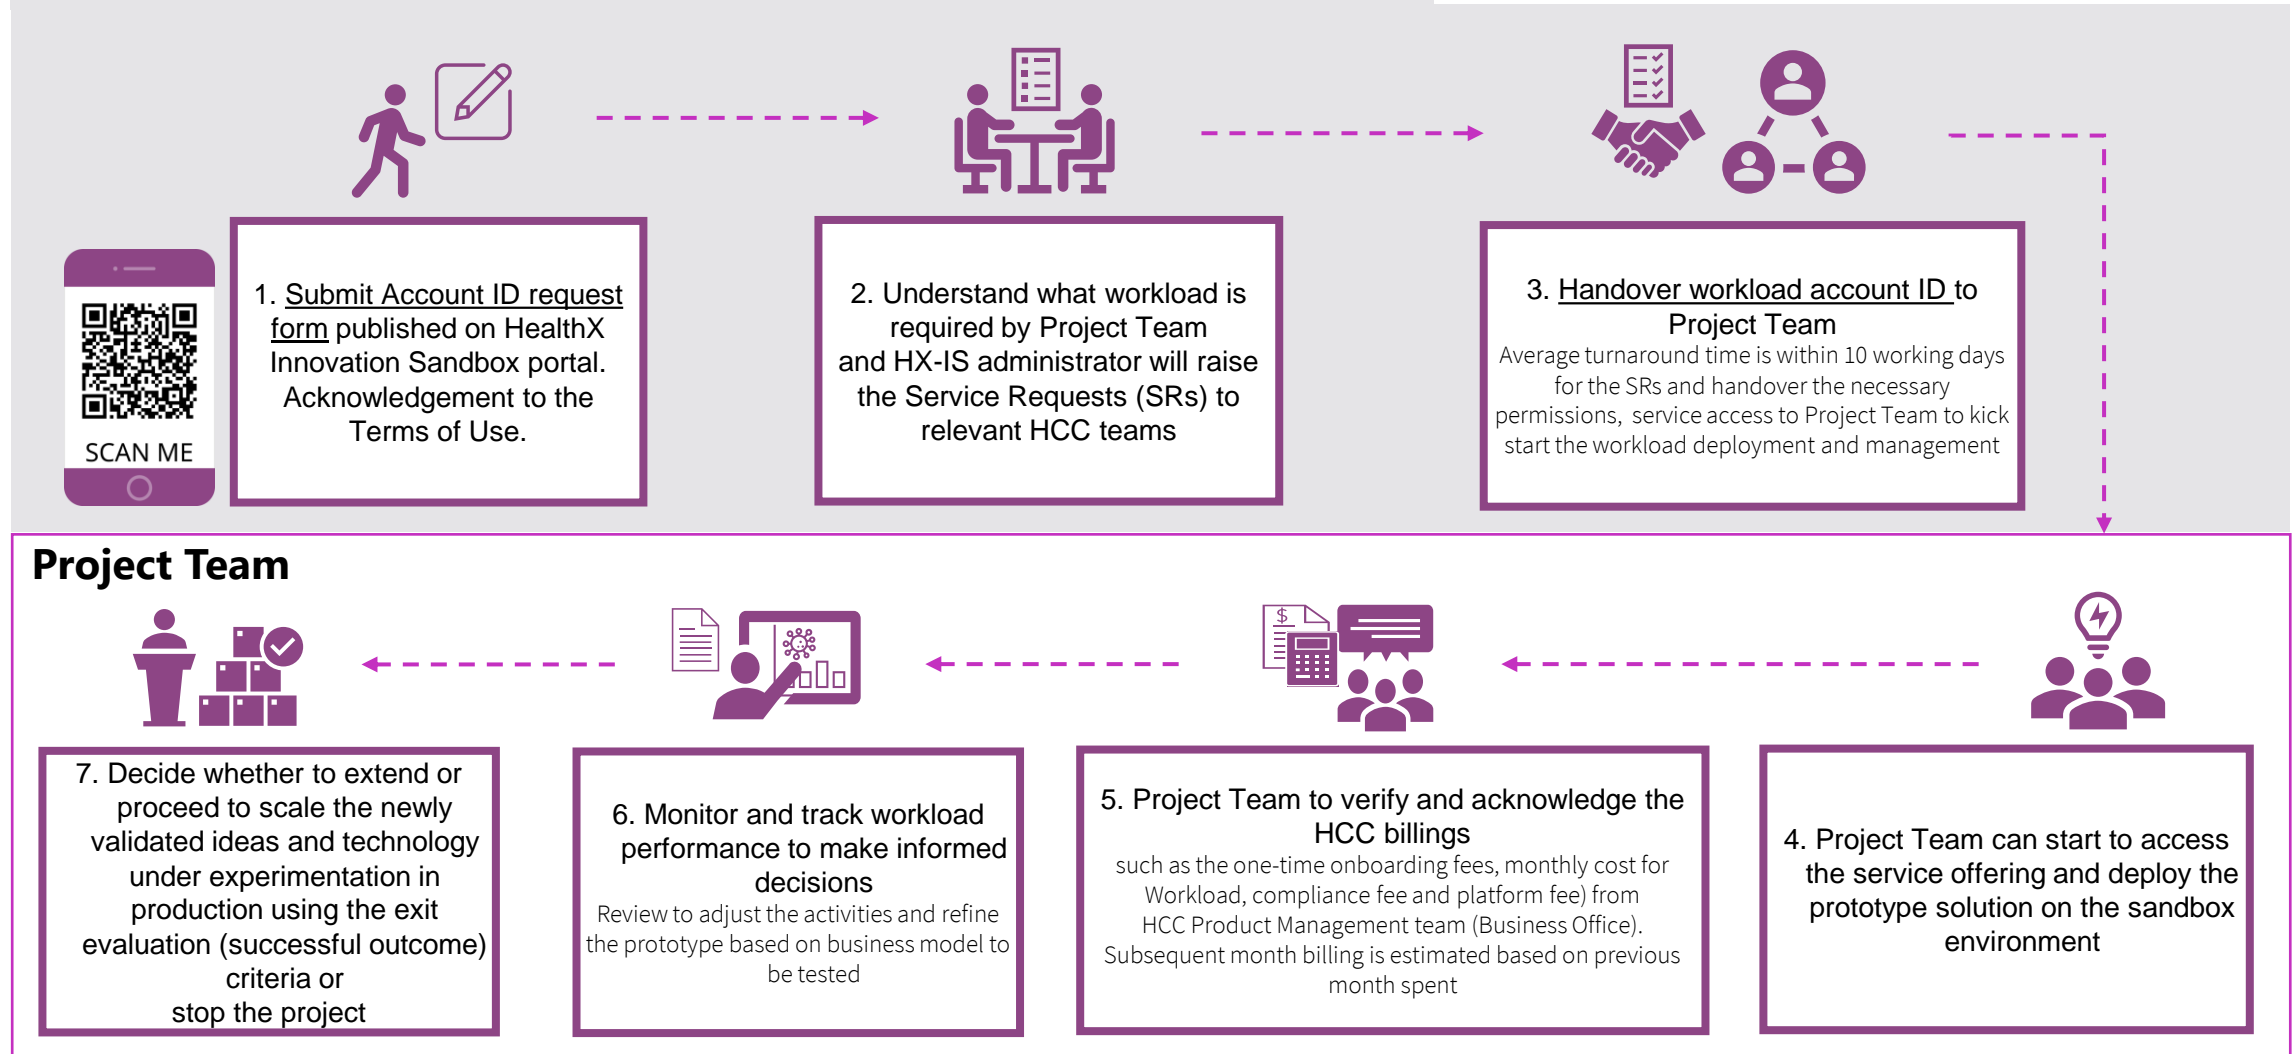 1. Submit Account ID request
form published on HealthX
Innovation Sandbox portal.
Acknowledgement to the
Terms of Use.
SCAN ME
2. Understand what workload is
required by Project Team
and HX-IS administrator will raise
the Service Requests (SRs) to
relevant HCC teams
3. Handover workload account ID to
Project Team
Average turnaround time is within 10 working days
for the SRs and handover the necessary
permissions, service access to Project Team to kick
start the workload deployment and management
Project Team
$
4. Project Team can start to access
the service offering and deploy the
prototype solution on the sandbox
environment
5. Project Team to verify and acknowledge the
HCC billings
such as the one-time onboarding fees, monthly cost for
Workload, compliance fee and platform fee) from
HCC Product Management team (Business Office).
Subsequent month billing is estimated based on previous
month spent
6. Monitor and track workload
performance to make informed
decisions
Review to adjust the activities and refine
the prototype based on business model to
be tested
7. Decide whether to extend or
proceed to scale the newly
validated ideas and technology
under experimentation in
production using the exit
evaluation (successful outcome)
criteria or
stop the project